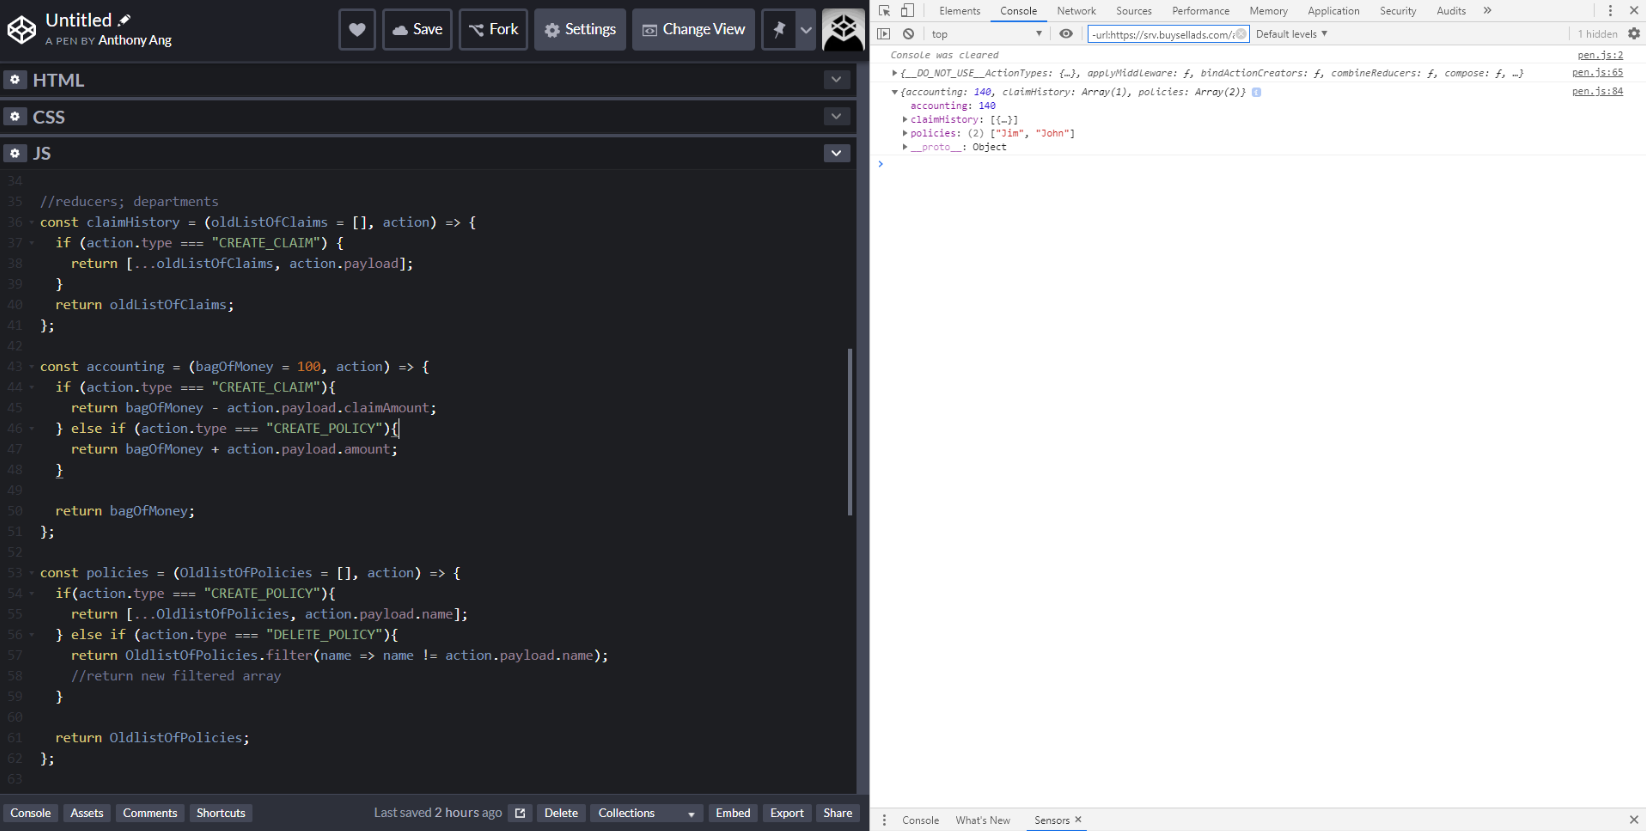 Untitled
A PEN BY Anthony Ang
Save
Fork
Settings
Change View
HTML
CSS
JS
34
35 //reducers; departments
36 const claimHistory = (oldListOfClaims = [], action) => {
37 if (action.type === "CREATE_CLAIM") {
38 return [...oldListOfClaims, action.payload];
39 }
40 return oldListOfClaims;
41 };
42
43 const accounting = (bagOfMoney = 100, action) => {
44 if (action.type === "CREATE_CLAIM"){
45 return bagOfMoney - action.payload.claimAmount;
46 } else if (action.type === "CREATE_POLICY"){
47 return bagOfMoney + action.payload.amount;
48 }
49
50 return bagOfMoney;
51 };
52
53 const policies = (OldlistOfPolicies = [], action) => {
54 if(action.type === "CREATE_POLICY"){
55 return [...OldlistOfPolicies, action.payload.name];
56 } else if (action.type === "DELETE_POLICY"){
57 return OldlistOfPolicies.filter(name => name != action.payload.name);
58 //return new filtered array
59 }
60
61 return OldlistOfPolicies;
62 };
63
Console Assets Comments Shortcuts Last saved 2 hours ago Delete Collections Embed Export Share
Elements Console Network Sources Performance Memory Application Security Audits »
top -url:https://srv.buysellads.com/ Default levels 1 hidden
Console was cleared pen.js:2
{__DO_NOT_USE__ActionTypes: {…}, applyMiddleware: ƒ, bindActionCreators: ƒ, combineReducers: ƒ, compose: ƒ, …} pen.js:65
{accounting: 140, claimHistory: Array(1), policies: Array(2)} pen.js:84
accounting: 140
claimHistory: [{…}]
policies: (2) ["Jim", "John"]
__proto__: Object
Console What's New Sensors